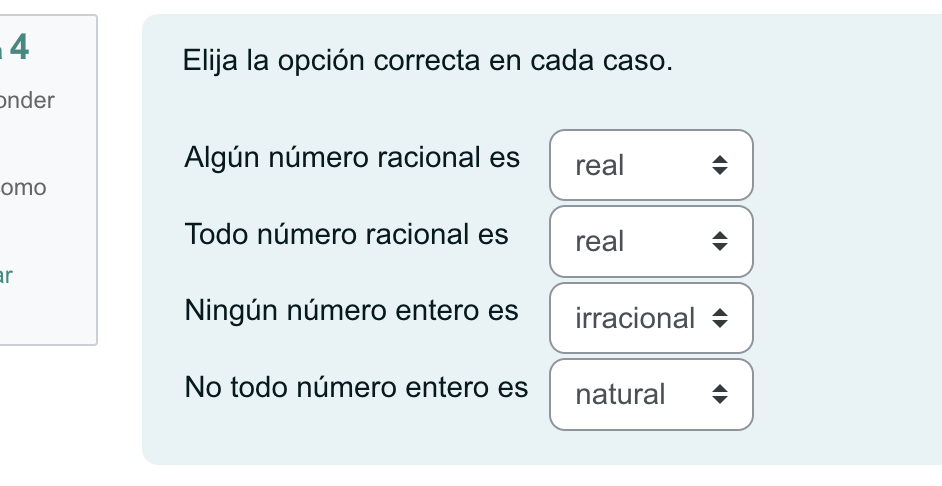 4
Elija la opción correcta en cada caso.
onder
Algún número racional es real
omo
Todo número racional es real
ar
Ningún número entero es irracional
No todo número entero es natural